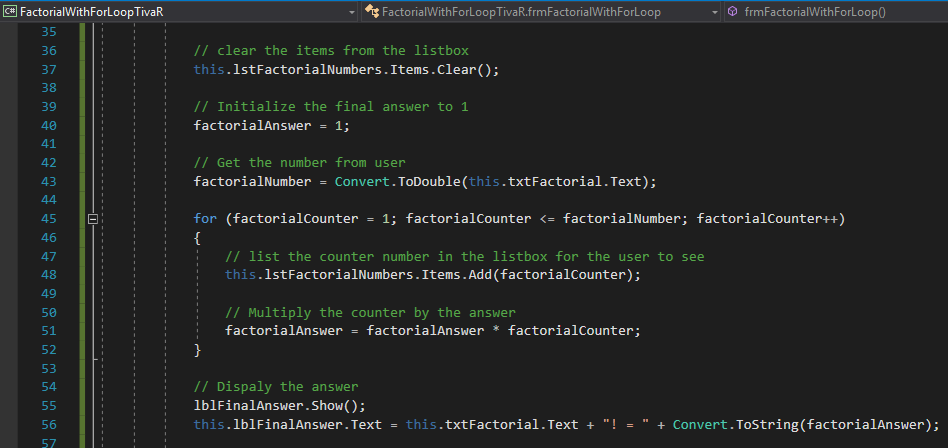 C# FactorialWithForLoopTivaR FactorialWithForLoopTivaR.frmFactorialWithForLoop frmFactorialWithForLoop()
35
36 // clear the items from the listbox
37 this.lstFactorialNumbers.Items.Clear();
38
39 // Initialize the final answer to 1
40 factorialAnswer = 1;
41
42 // Get the number from user
43 factorialNumber = Convert.ToDouble(this.txtFactorial.Text);
44
45 for (factorialCounter = 1; factorialCounter <= factorialNumber; factorialCounter++)
46 {
47 // list the counter number in the listbox for the user to see
48 this.lstFactorialNumbers.Items.Add(factorialCounter);
49
50 // Multiply the counter by the answer
51 factorialAnswer = factorialAnswer * factorialCounter;
52 }
53
54 // Dispaly the answer
55 lblFinalAnswer.Show();
56 this.lblFinalAnswer.Text = this.txtFactorial.Text + "! = " + Convert.ToString(factorialAnswer);
57